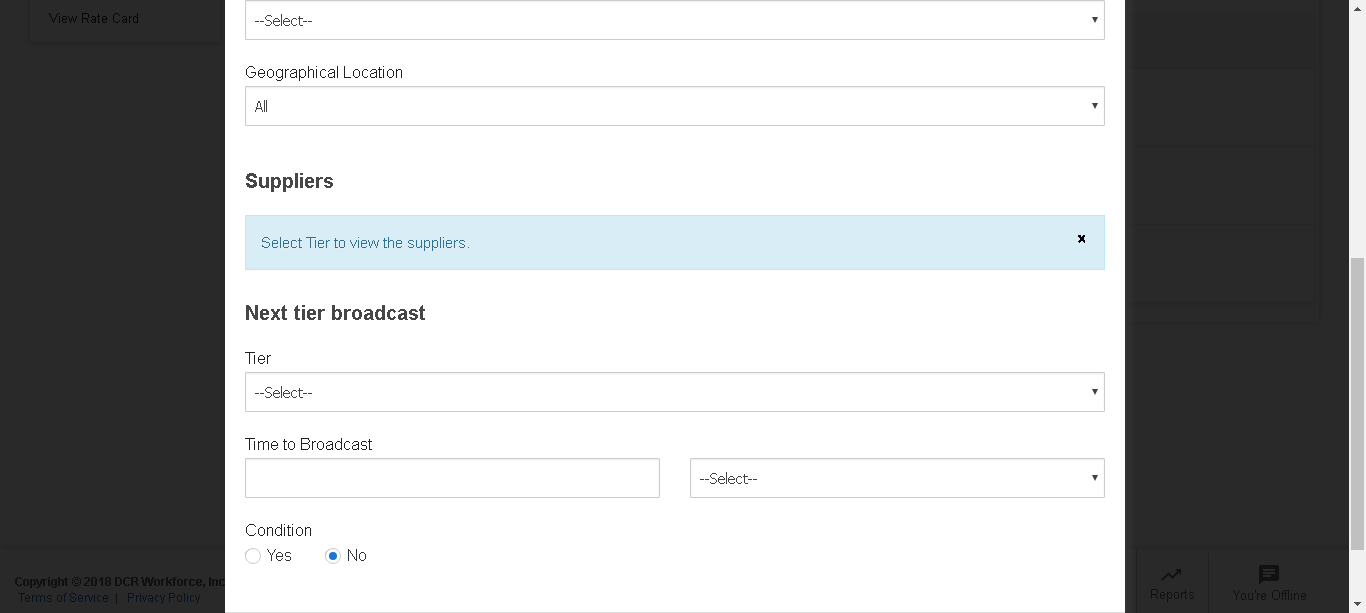 View Rate Card
--Select--
Geographical Location
All
Suppliers
Select Tier to view the suppliers.
x
Next tier broadcast
Tier
--Select--
Time to Broadcast
--Select--
Condition
Yes No
Copyright © 2018 DCR Workforce, Inc
Terms of Service | Privacy Policy
Reports
You're Offline